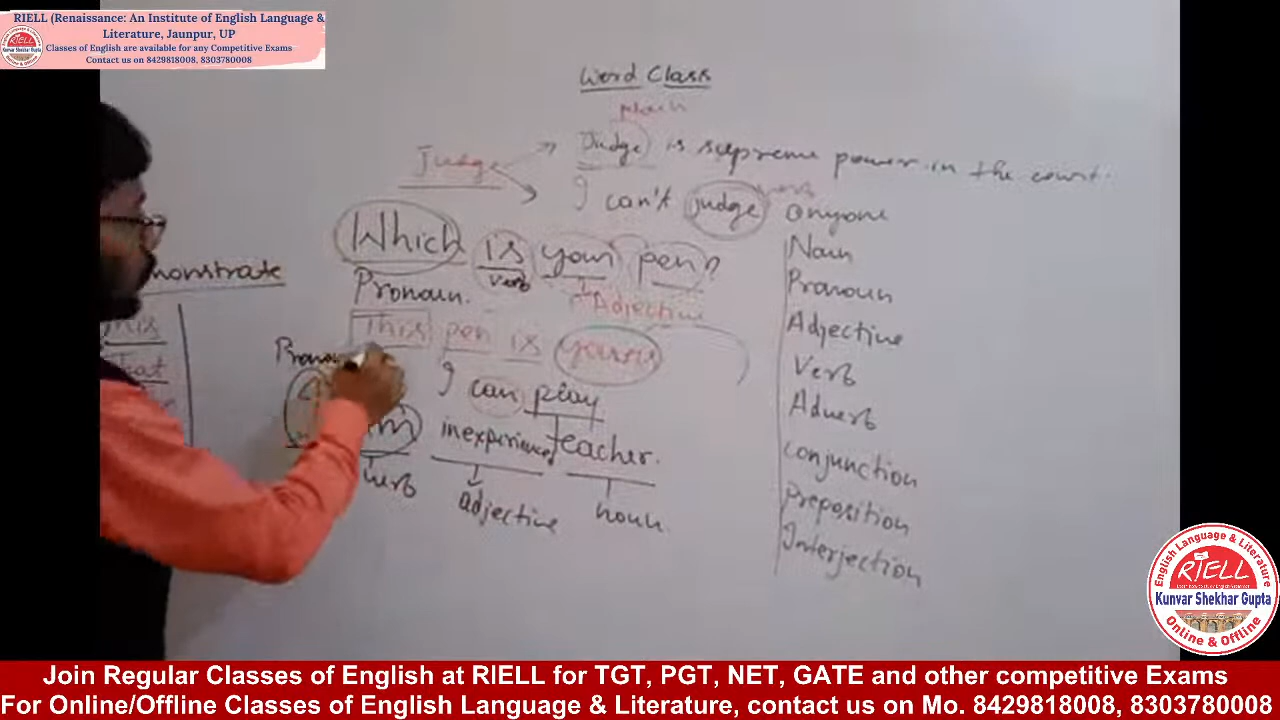 RIELL (Renaissance: An Institute of English Language &
Literature, Jaunpur, UP
Classes of English are available for any Competitive Exams
Contact us on 8429818008, 8303780008
Word Class
Judge
Judge is supreme power in the court.
I can't judge anyone
verb
Which is your pen?
Pronoun.
verb
Adjective
This pen is yours
I can play
inexperienced teacher.
verb
adjective
noun
monstrate
This
Noun
Pronoun
Adjective
Verb
Adverb
Conjunction
Preposition
Interjection
English Language & Literature
RIELL
Kunvar Shekhar Gupta
Online & Offline
Join Regular Classes of English at RIELL for TGT, PGT, NET, GATE and other competitive Exams
For Online/Offline Classes of English Language & Literature, contact us on Mo. 8429818008, 8303780008